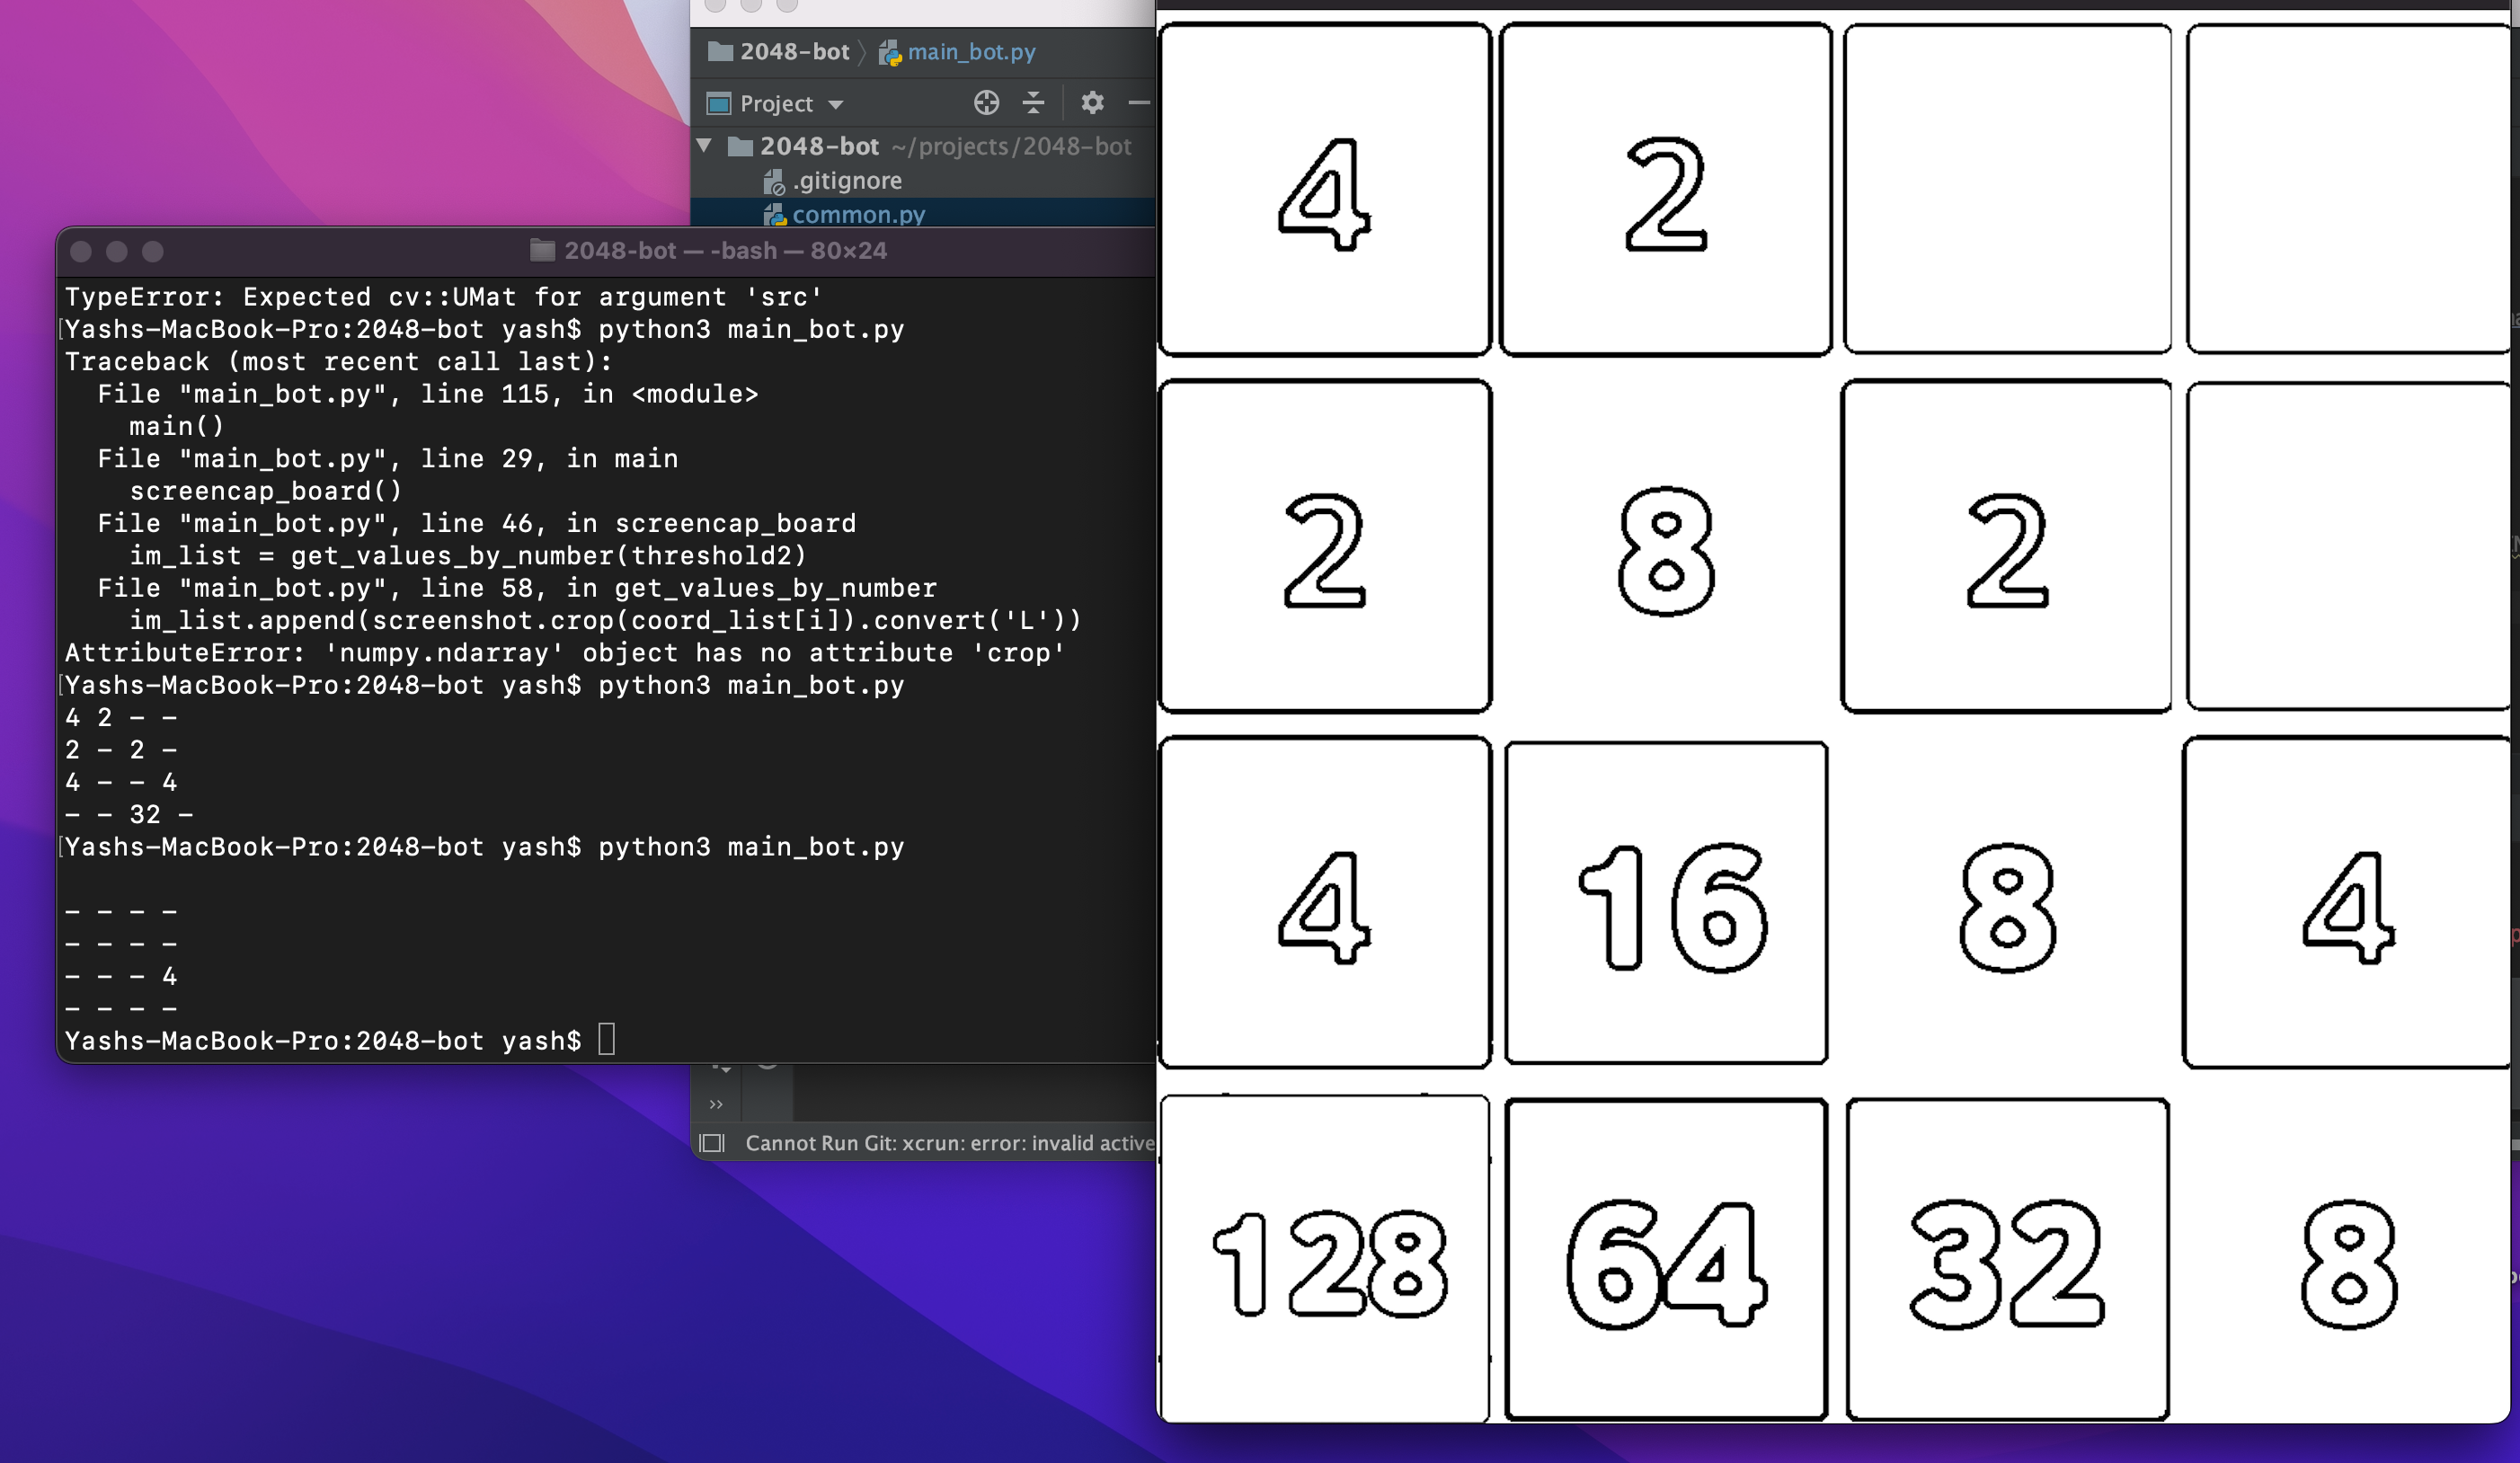 2048-bot main_bot.py
Project
2048-bot ~/projects/2048-bot
.gitignore
common.py
2048-bot — -bash — 80×24
TypeError: Expected cv::UMat for argument 'src'
[Yashs-MacBook-Pro:2048-bot yash$ python3 main_bot.py
Traceback (most recent call last):
  File "main_bot.py", line 115, in <module>
    main()
  File "main_bot.py", line 29, in main
    screencap_board()
  File "main_bot.py", line 46, in screencap_board
    im_list = get_values_by_number(threshold2)
  File "main_bot.py", line 58, in get_values_by_number
    im_list.append(screenshot.crop(coord_list[i]).convert('L'))
AttributeError: 'numpy.ndarray' object has no attribute 'crop'
[Yashs-MacBook-Pro:2048-bot yash$ python3 main_bot.py
4 2 - -
2 - 2 -
4 - - 4
- - 32 -
[Yashs-MacBook-Pro:2048-bot yash$ python3 main_bot.py
- - - -
- - - -
- - - 4
- - - -
Yashs-MacBook-Pro:2048-bot yash$
>>
Cannot Run Git: xcrun: error: invalid active
4 2
2 8 2
4 16 8 4
128 64 32 8